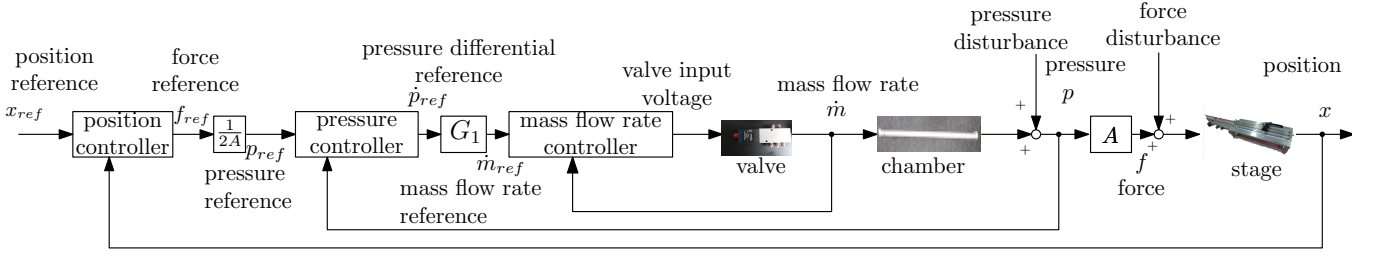 position
reference
x_ref
position
controller
force
reference
f_ref
1
2A
p_ref
pressure
reference
pressure differential
reference
ṗ_ref
pressure
controller
G₁
ṁ_ref
mass flow rate
reference
mass flow rate
controller
valve input
voltage
valve
mass flow rate
ṁ
chamber
pressure
disturbance
+
+
pressure
p
A
force
disturbance
+
+
f
force
stage
position
x